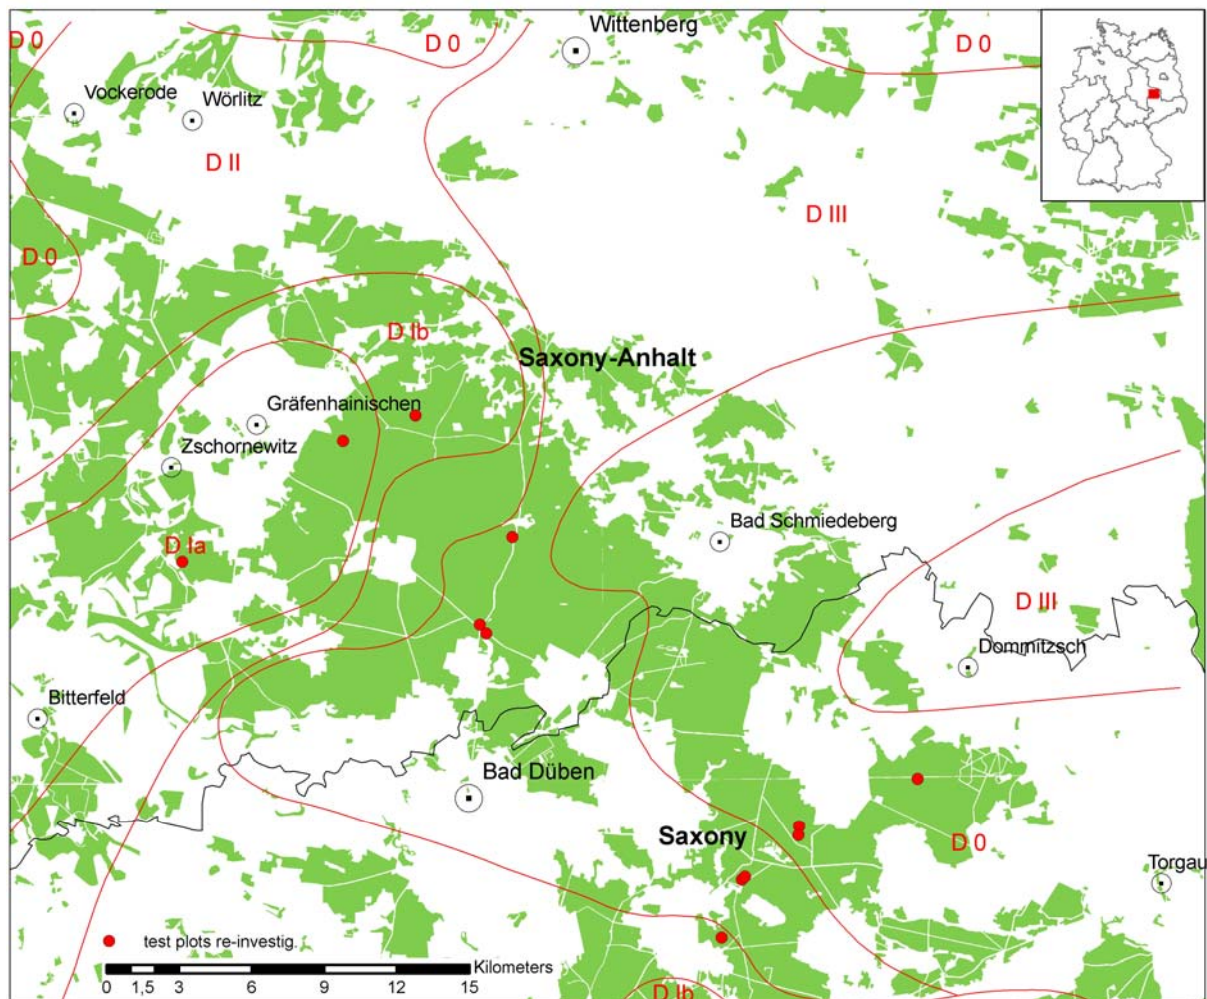 Wittenberg
D 0
D 0
D 0
Vockerode
Wörlitz
D II
D III
D 0
D Ib
Saxony-Anhalt
Gräfenhainischen
Zschornewitz
Bad Schmiedeberg
D Ia
D III
Dommitzsch
Bitterfeld
Bad Düben
Saxony
D 0
Torgau
test plots re-investig.
Kilometers
0 1,5 3 6 9 12 15
D Ib